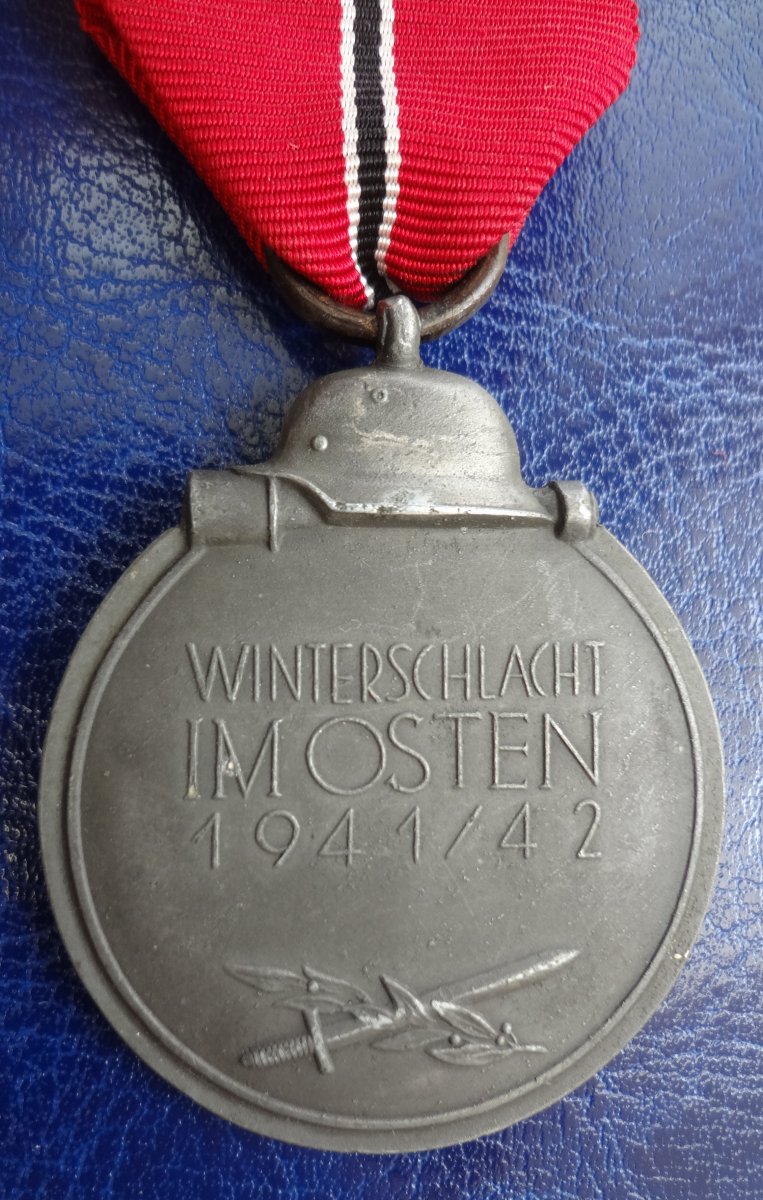 WINTERSCHLACHT
IM OSTEN
1941/42